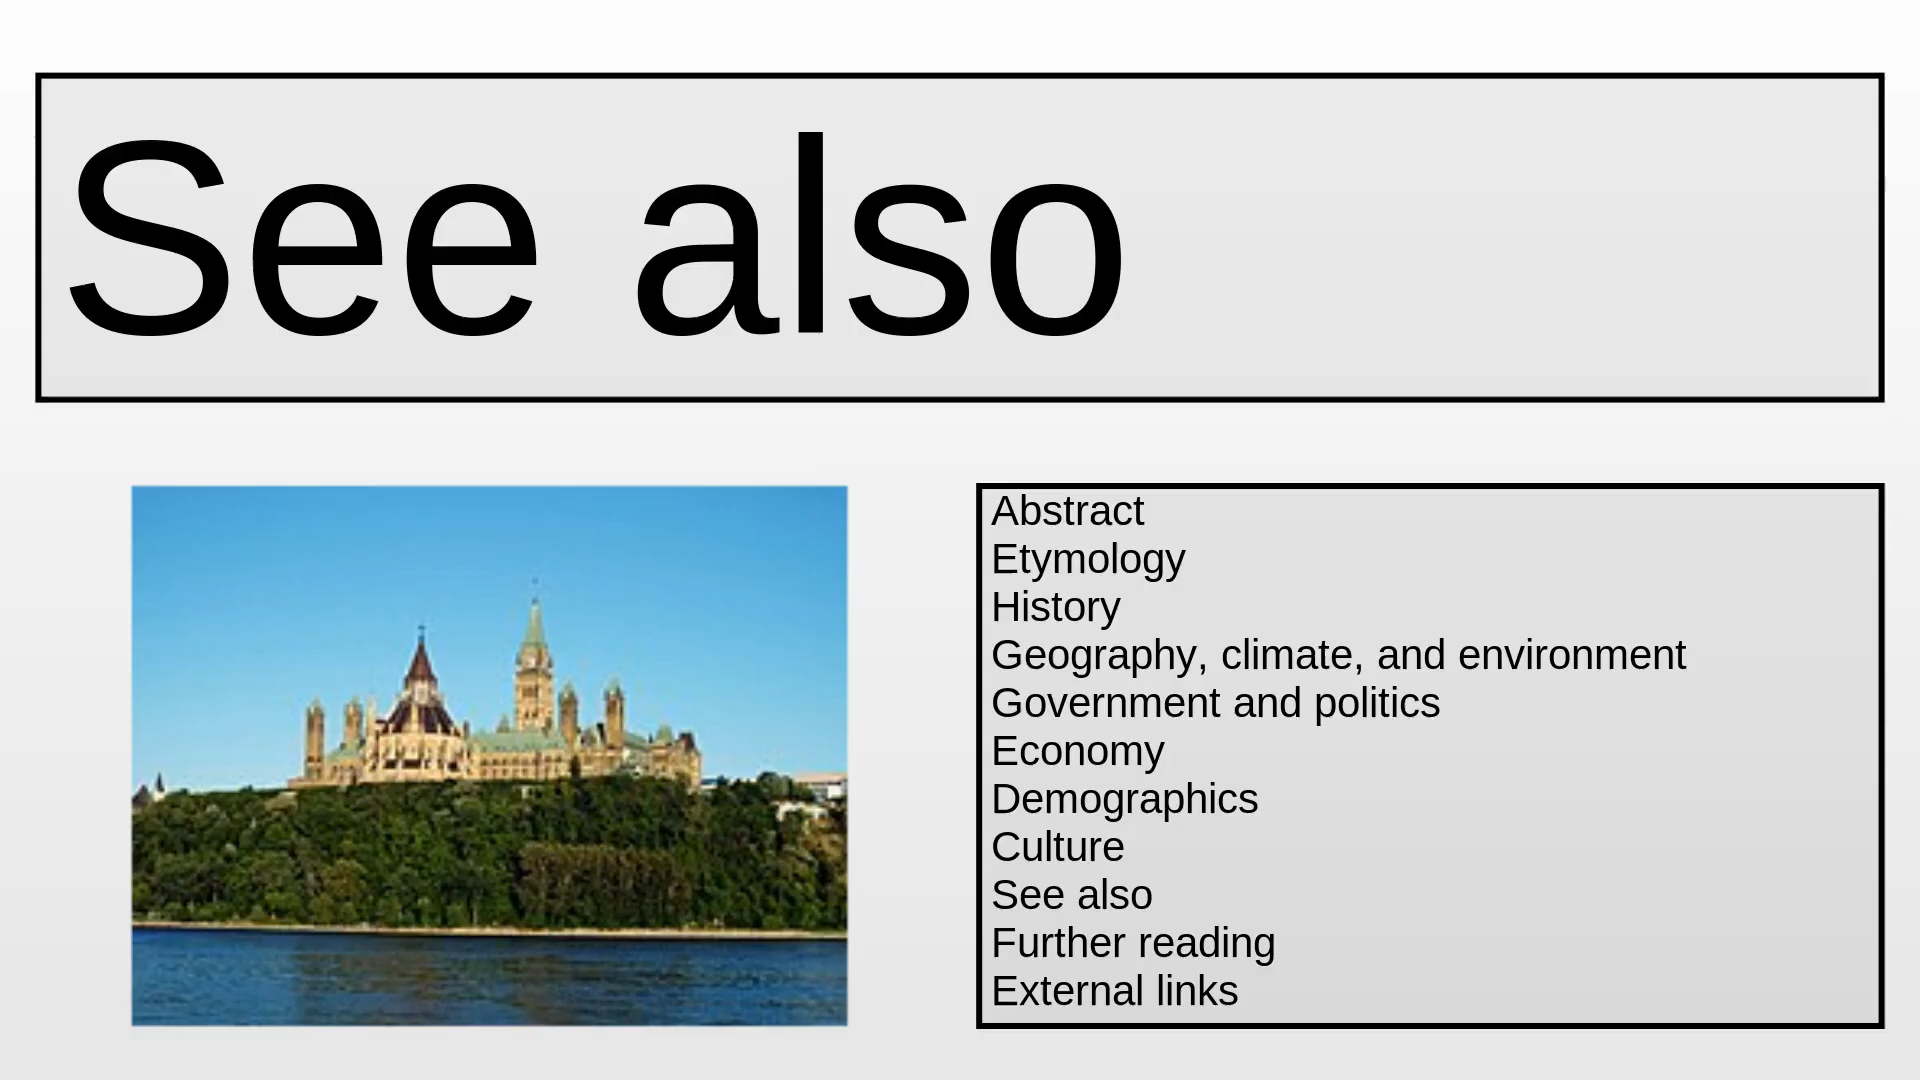 See also
Abstract
Etymology
History
Geography, climate, and environment
Government and politics
Economy
Demographics
Culture
See also
Further reading
External links